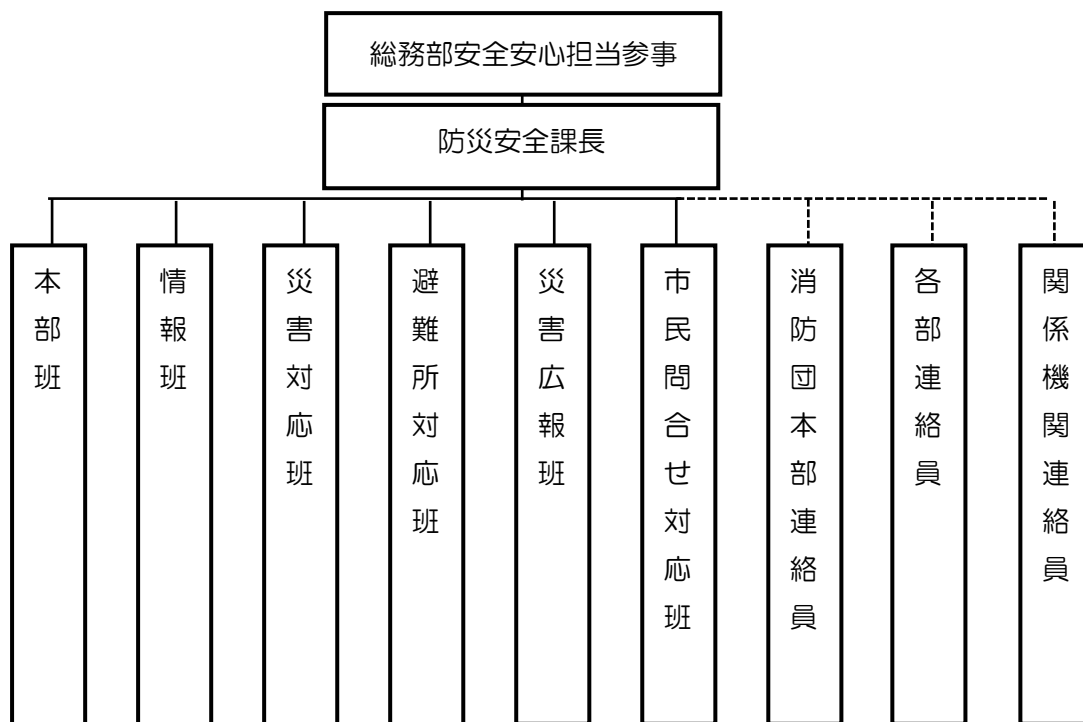 総務部安全安心担当参事
防災安全課長
本部班
情報班
災害対応班
避難所対応班
災害広報班
市民問合せ対応班
消防団本部連絡員
各部連絡員
関係機関連絡員